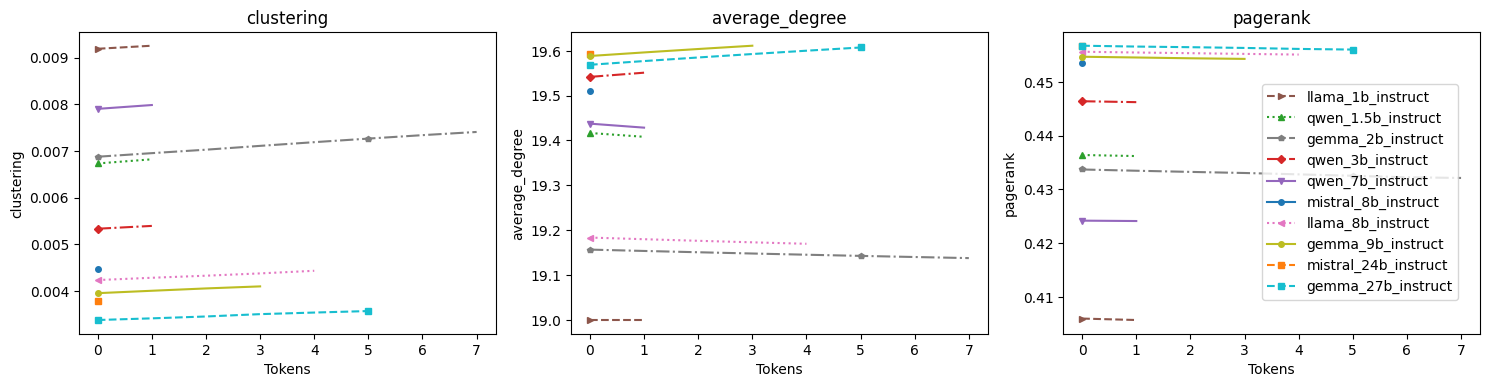 clustering
0.009
0.008
0.007
0.006
0.005
0.004
clustering
0 1 2 3 4 5 6 7
Tokens
average_degree
19.6
19.5
19.4
19.3
19.2
19.1
19.0
average_degree
0 1 2 3 4 5 6 7
Tokens
pagerank
0.45
0.44
0.43
0.42
0.41
pagerank
0 1 2 3 4 5 6 7
Tokens
llama_1b_instruct
qwen_1.5b_instruct
gemma_2b_instruct
qwen_3b_instruct
qwen_7b_instruct
mistral_8b_instruct
llama_8b_instruct
gemma_9b_instruct
mistral_24b_instruct
gemma_27b_instruct